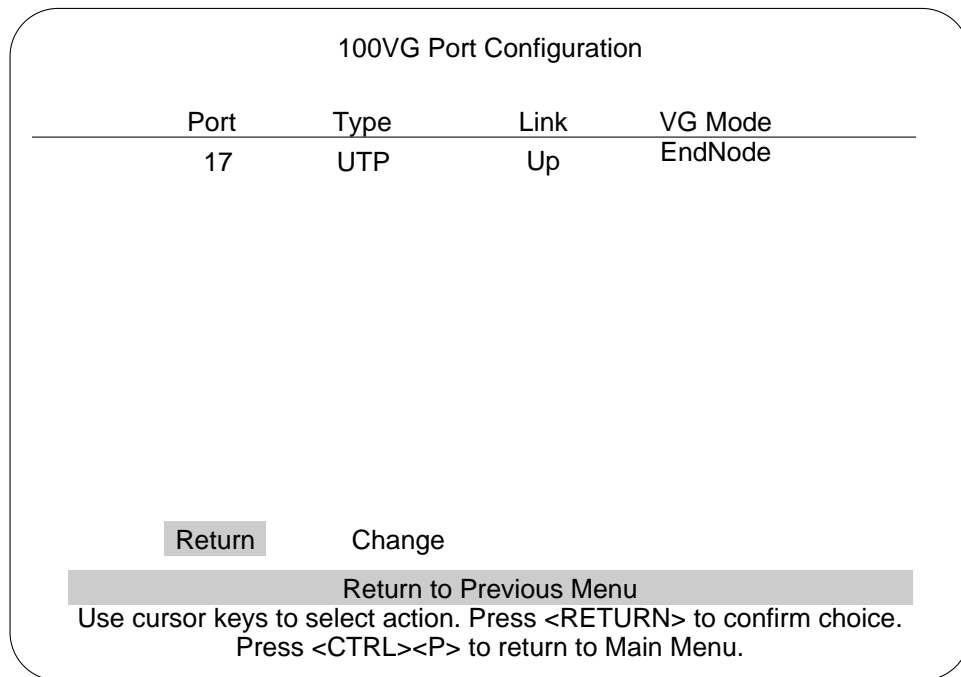 100VG Port Configuration
Port Type Link VG Mode
17 UTP Up EndNode
Return Change
Return to Previous Menu
Use cursor keys to select action. Press <RETURN> to confirm choice.
Press <CTRL><P> to return to Main Menu.